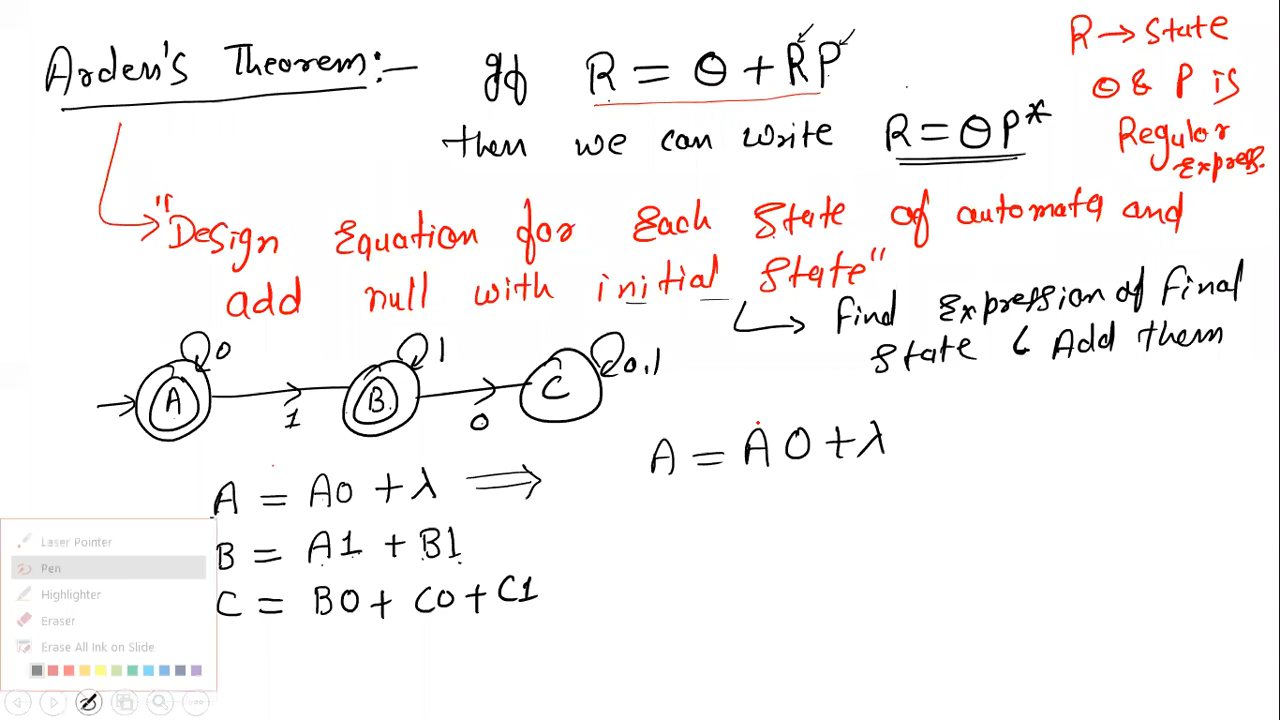 Arden's Theorem:- If R = Θ + RP
then we can write R = ΘP*
R → State
Θ & P is
Regular
Express.
"Design Equation for Each State of automata and
add null with initial State"
Find Expression of Final
State & Add them
A 0 1 B 1 0 C 0,1
A = A0 + λ ⟹ A = A0 + λ
B = A1 + B1
C = B0 + C0 + C1
Laser Pointer
Pen
Highlighter
Eraser
Erase All Ink on Slide